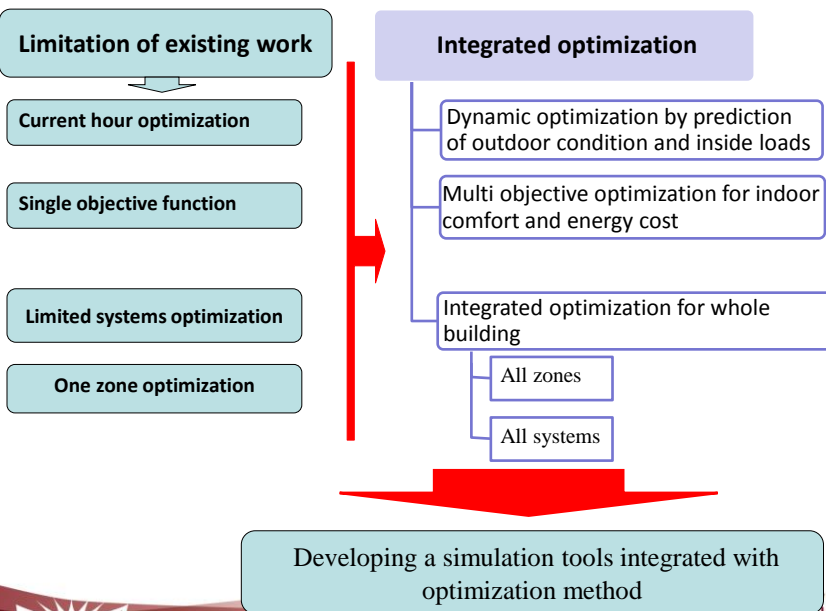 Limitation of existing work
Current hour optimization
Single objective function
Limited systems optimization
One zone optimization
Integrated optimization
Dynamic optimization by prediction
of outdoor condition and inside loads
Multi objective optimization for indoor
comfort and energy cost
Integrated optimization for whole
building
All zones
All systems
Developing a simulation tools integrated with
optimization method